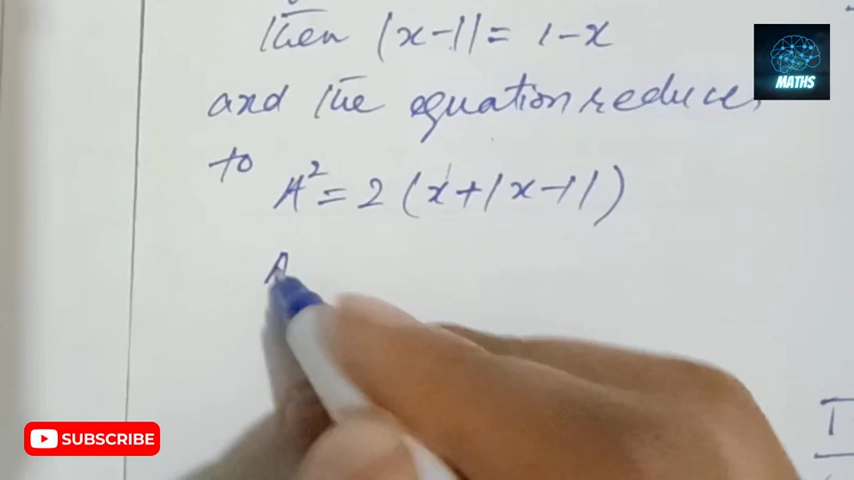 then |x-1| = 1-x
and the equation reduces
to
A² = 2 (x+|x-1|)
A
MATHS
SUBSCRIBE